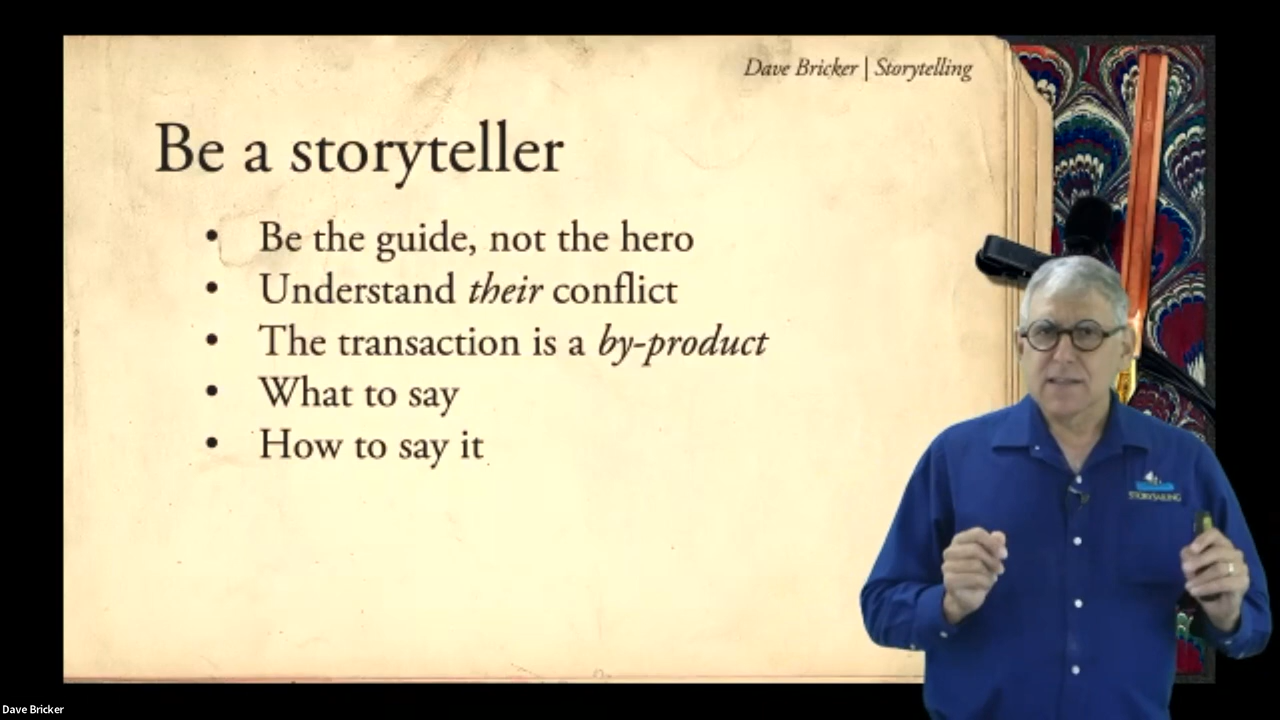 Dave Bricker | Storytelling
Be a storyteller
• Be the guide, not the hero
• Understand their conflict
• The transaction is a by-product
• What to say
• How to say it
STORYSAILING
Dave Bricker